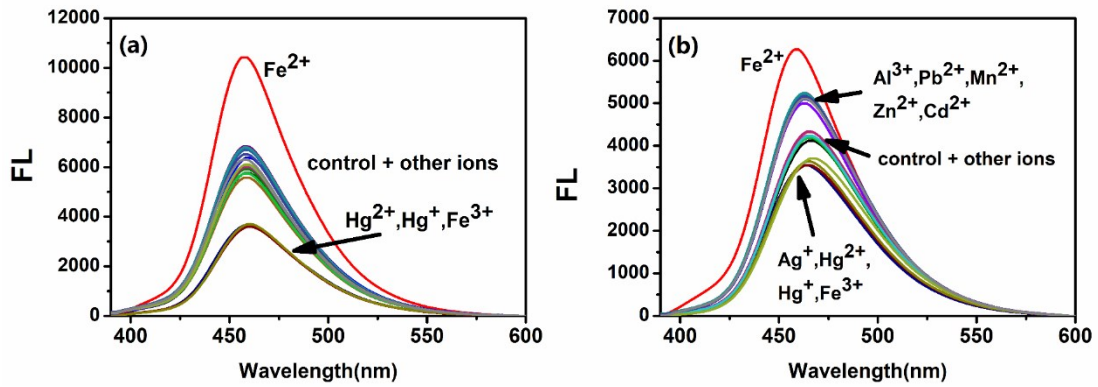 (a)
12000
10000
8000
6000
4000
2000
0
FL
Fe2+
control + other ions
Hg2+,Hg+,Fe3+
400
450
500
550
600
Wavelength(nm)
(b)
7000
6000
5000
4000
3000
2000
1000
0
FL
Fe2+
Al3+,Pb2+,Mn2+,
Zn2+,Cd2+
control + other ions
Ag+,Hg2+,
Hg+,Fe3+
400
450
500
550
600
Wavelength(nm)